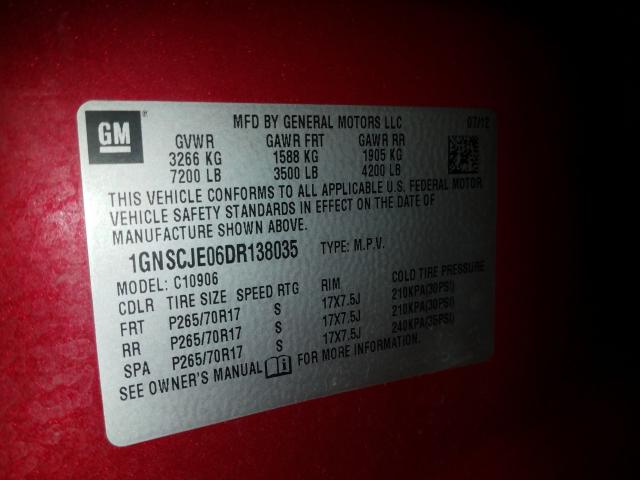 GM
MFD BY GENERAL MOTORS LLC 07/12
GVWR GAWR FRT GAWR RR
3266 KG 1588 KG 1905 KG
7200 LB 3500 LB 4200 LB
THIS VEHICLE CONFORMS TO ALL APPLICABLE U.S. FEDERAL MOTOR
VEHICLE SAFETY STANDARDS IN EFFECT ON THE DATE OF
MANUFACTURE SHOWN ABOVE.
1GNSCJE06DR138035 TYPE: M.P.V.
MODEL: C10906
CDLR TIRE SIZE SPEED RTG RIM COLD TIRE PRESSURE
FRT P265/70R17 S 17X7.5J 210KPA(30PSI)
RR P265/70R17 S 17X7.5J 210KPA(30PSI)
SPA P265/70R17 S 17X7.5J 240KPA(35PSI)
SEE OWNER'S MANUAL FOR MORE INFORMATION.